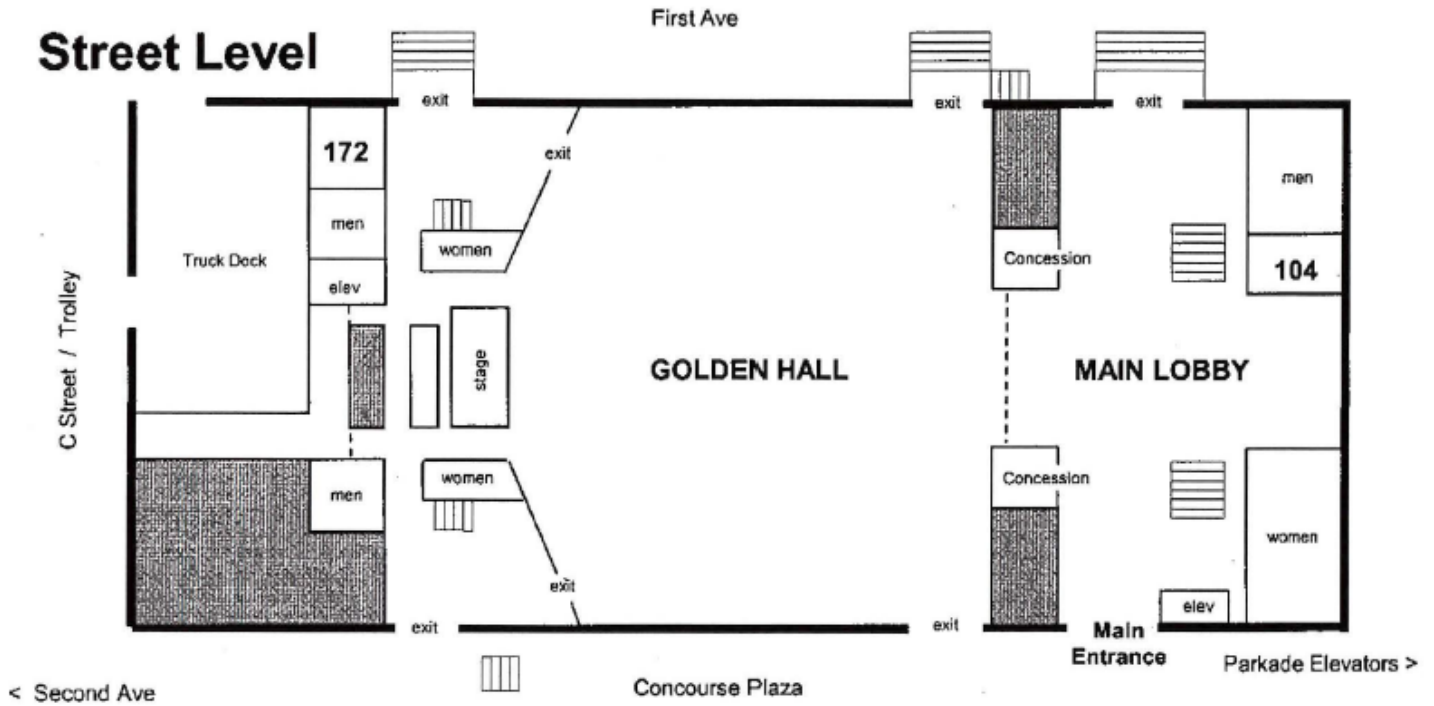 First Ave
Street Level
exit
exit
exit
172
exit
men
men
women
Truck Dock
Concession
104
elev
C Street / Trolley
stage
GOLDEN HALL
MAIN LOBBY
women
Concession
men
women
exit
elev
exit
exit
Main
Entrance
Parkade Elevators >
< Second Ave
Concourse Plaza